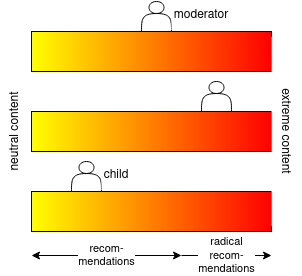 moderator
neutral content
extreme content
child
recom-
mendations
radical
recom-
mendations